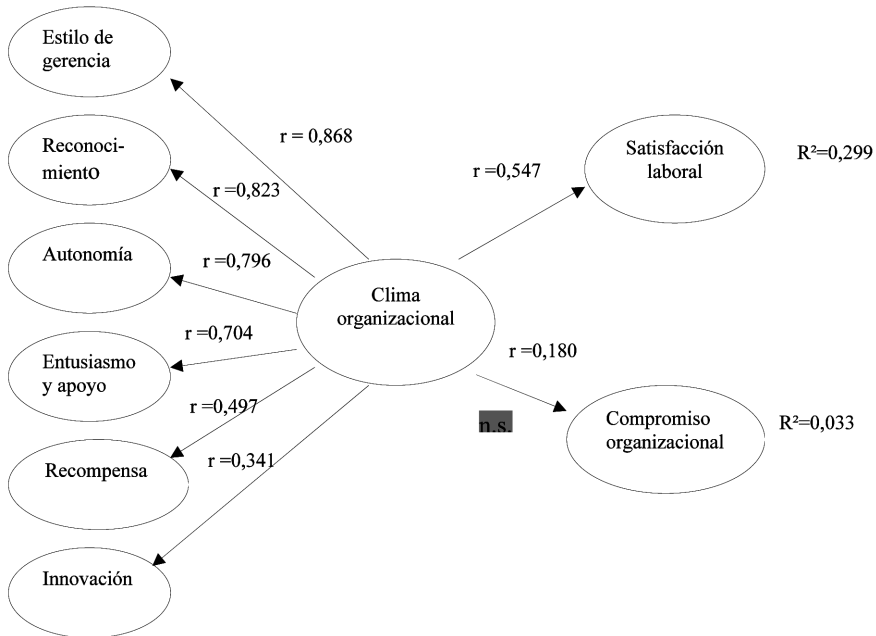 Estilo de
gerencia
r = 0,868
Reconoci-
miento
r =0,823
Autonomía
r =0,796
Entusiasmo
y apoyo
r =0,704
Recompensa
r =0,497
Innovación
r =0,341
Clima
organizacional
r =0,547
Satisfacción
laboral
R²=0,299
r =0,180
n.s.
Compromiso
organizacional
R²=0,033